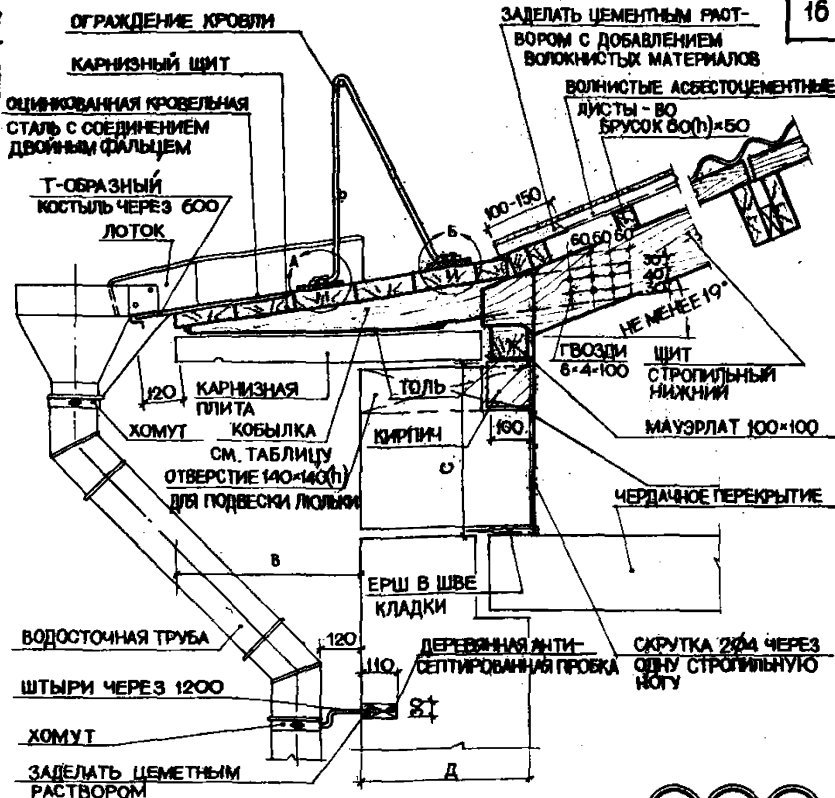 ОГРАЖДЕНИЕ КРОВЛИ
ЗАДЕЛАТЬ ЦЕМЕНТНЫМ РАСТ-
ВОРОМ С ДОБАВЛЕНИЕМ
ВОЛОКНИСТЫХ МАТЕРИАЛОВ
16
КАРНИЗНЫЙ ЩИТ
ВОЛНИСТЫЕ АСБЕСТОЦЕМЕНТНЫЕ
ЛИСТЫ - ВО
БРУСОК 60(h)×50
ОЦИНКОВАННАЯ КРОВЕЛЬНАЯ
СТАЛЬ С СОЕДИНЕНИЕМ
ДВОЙНЫМ ФАЛЬЦЕМ
Т-ОБРАЗНЫЙ
КОСТЫЛЬ ЧЕРЕЗ 600
ЛОТОК
100-150
А
Б
60 60 60
30
40
30
НЕ МЕНЕЕ 19°
ГВОЗДИ
6×4×100
ЩИТ
СТРОПИЛЬНЫЙ
НИЖНИЙ
120
КАРНИЗНАЯ
ПЛИТА
ТОЛЬ
ХОМУТ
КОБЫЛКА
СМ. ТАБЛИЦУ
КИРПИЧ
160
МАУЭРЛАТ 100×100
С
ОТВЕРСТИЕ 140×140(h)
ДЛЯ ПОДВЕСКИ ЛЮЛЬКИ
ЧЕРДАЧНОЕ ПЕРЕКРЫТИЕ
В
ЕРШ В ШВЕ
КЛАДКИ
ВОДОСТОЧНАЯ ТРУБА
120
110
ДЕРЕВЯННАЯ АНТИ-
СЕПТИРОВАННАЯ ПРОБКА
СКРУТКА 2Ø4 ЧЕРЕЗ
ОДНУ СТРОПИЛЬНУЮ
НОГУ
ШТЫРИ ЧЕРЕЗ 1200
50
ХОМУТ
ЗАДЕЛАТЬ ЦЕМЕТНЫМ
РАСТВОРОМ
Д